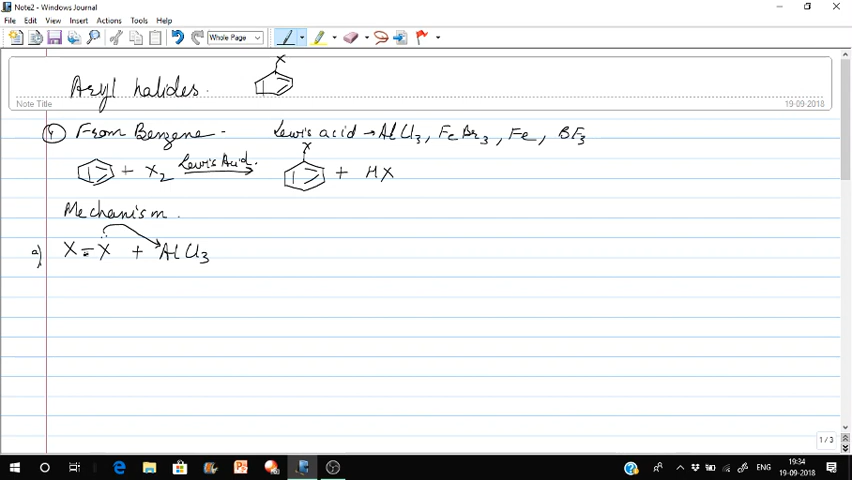 Note2 - Windows Journal
File Edit View Insert Actions Tools Help
Whole Page
X
Aryl halides.
Note Title
19-09-2018
From Benzene - Lewis acid → AlCl3, FeBr3, Fe, BF3
X
+ X2 Lewis Acid. + HX
Mechanism.
a) X = X + AlCl3
1 / 3
19:34
ENG
19-09-2018